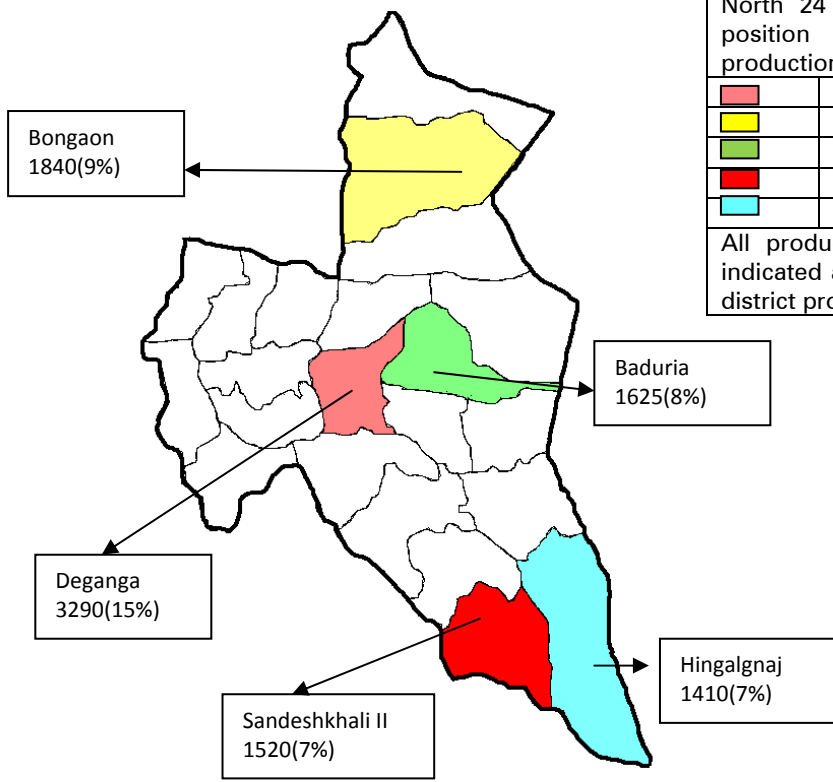 North 24
position
production
Bongaon
1840(9%)
All produ
indicated a
district pro
Baduria
1625(8%)
Deganga
3290(15%)
Hingalgnaj
1410(7%)
Sandeshkhali II
1520(7%)